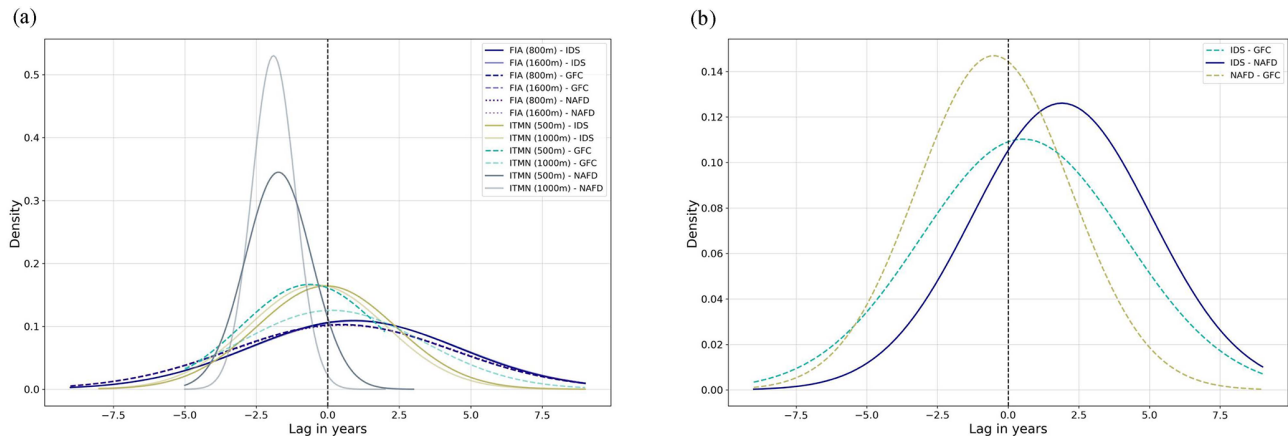 (a)
Density
0.5
0.4
0.3
0.2
0.1
0.0
−7.5 −5.0 −2.5 0.0 2.5 5.0 7.5
Lag in years
FIA (800m) - IDS
FIA (1600m) - IDS
FIA (800m) - GFC
FIA (1600m) - GFC
FIA (800m) - NAFD
FIA (1600m) - NAFD
ITMN (500m) - IDS
ITMN (1000m) - IDS
ITMN (500m) - GFC
ITMN (1000m) - GFC
ITMN (500m) - NAFD
ITMN (1000m) - NAFD
(b)
Density
0.14
0.12
0.10
0.08
0.06
0.04
0.02
0.00
−7.5 −5.0 −2.5 0.0 2.5 5.0 7.5
Lag in years
IDS - GFC
IDS - NAFD
NAFD - GFC